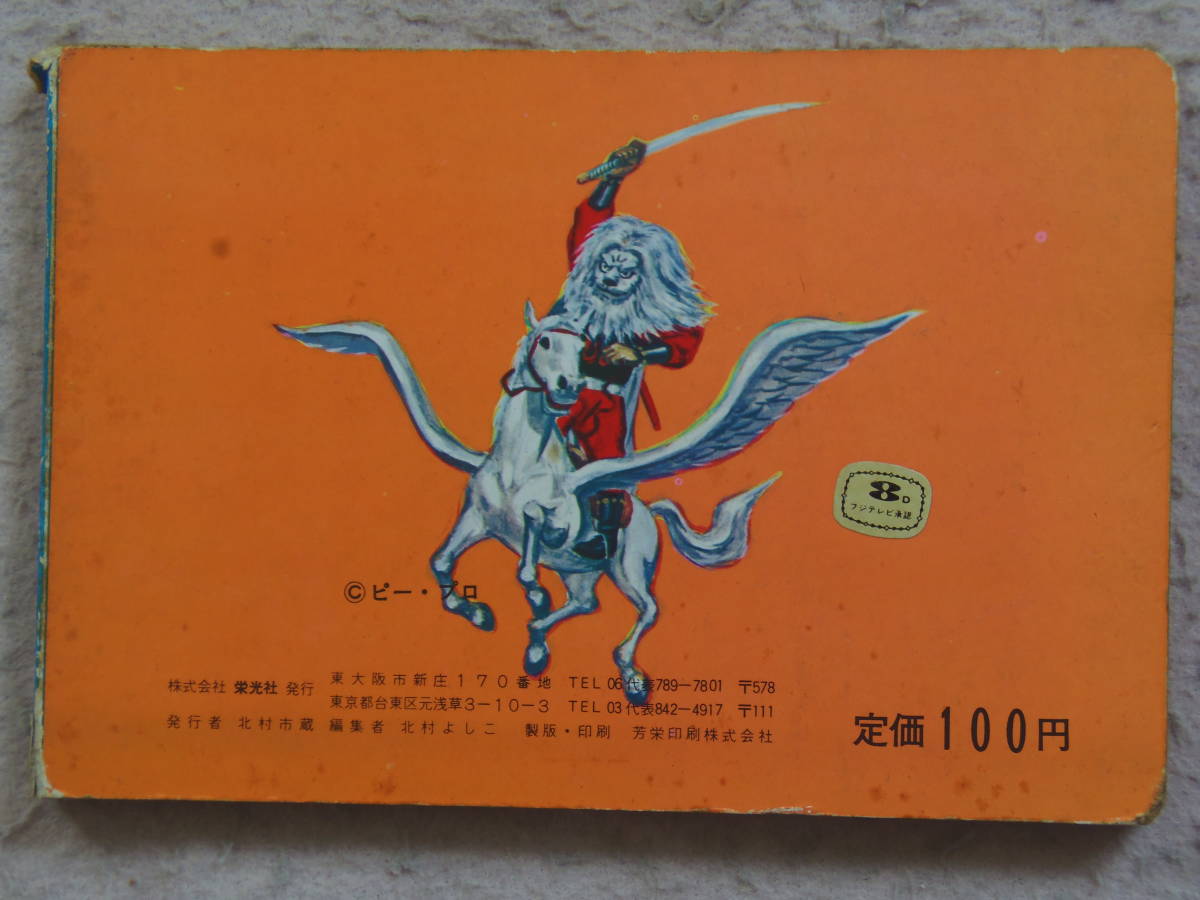 8D
フジテレビ承認
©ピー・プロ
株式会社 栄光社 発行
東大阪市新庄170番地 TEL 06代表789-7801 〒578
東京都台東区元浅草3-10-3 TEL 03代表842-4917 〒111
発行者 北村市蔵 編集者 北村よしこ 製版・印刷 芳栄印刷株式会社
定価100円